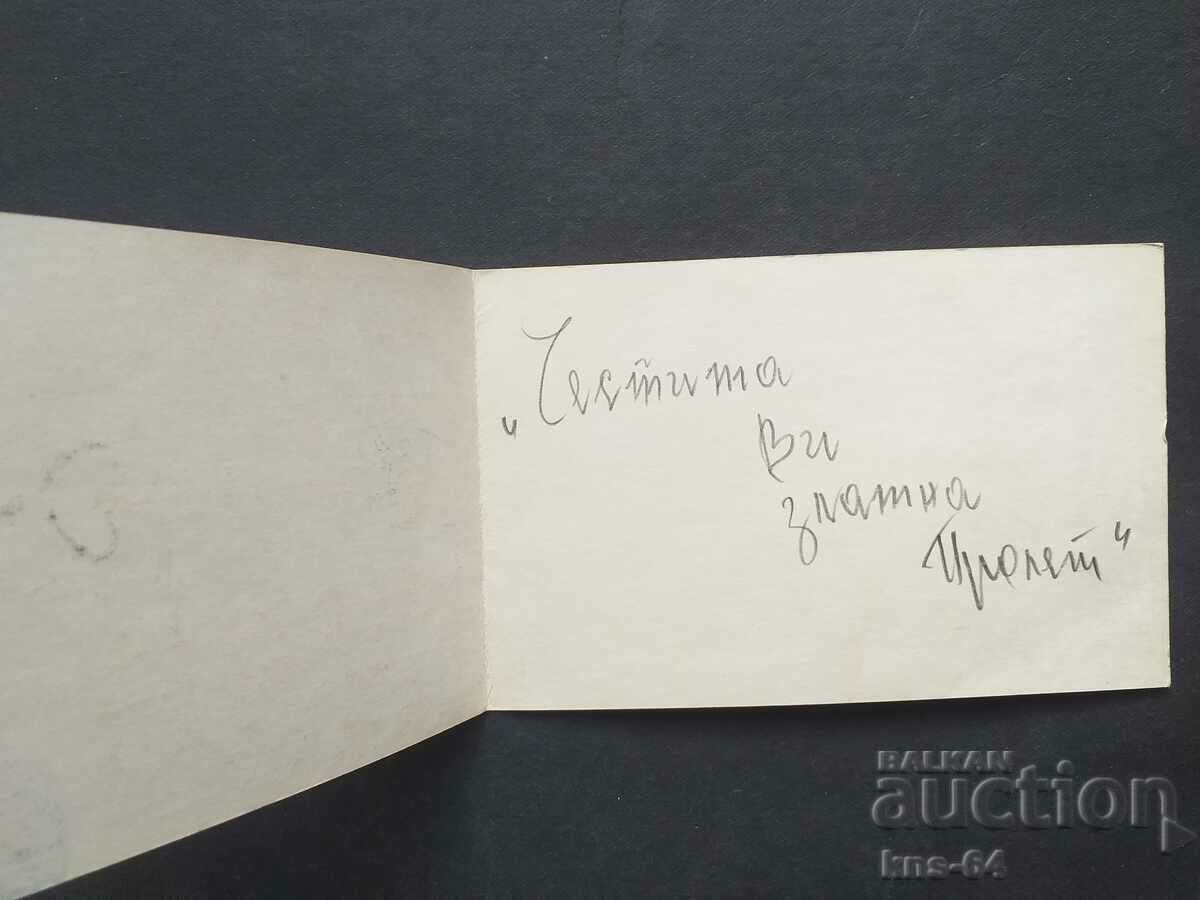 „Честита
Ви
златна
Пролет"
BALKAN
auction
kns-64